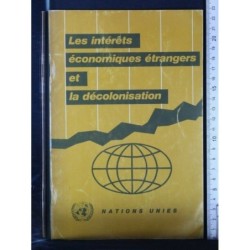 Les intérêts
économiques étrangers
et
la décolonisation
NATIONS UNIES